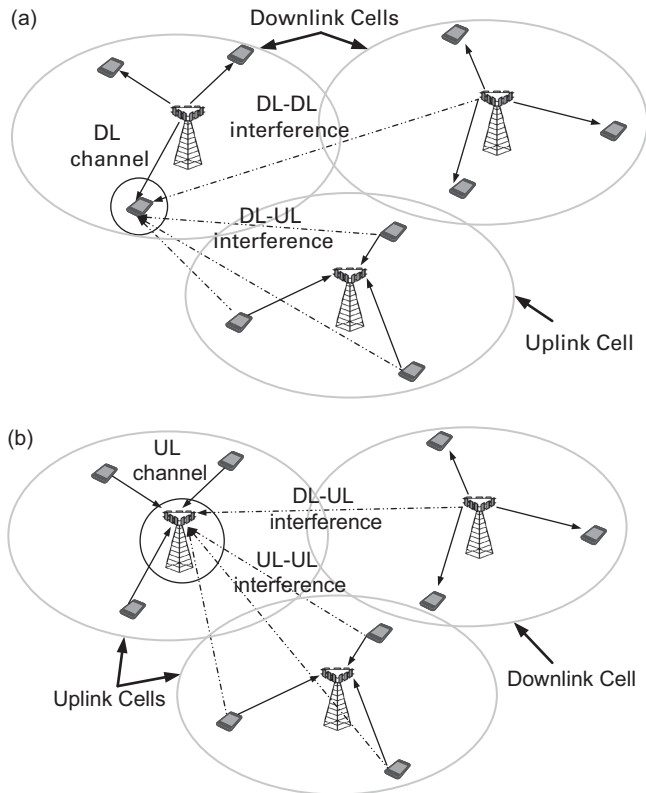 (a)
Downlink Cells
DL-DL
interference
DL
channel
DL-UL
interference
Uplink Cell
(b)
UL
channel
DL-UL
interference
UL-UL
interference
Uplink Cells
Downlink Cell